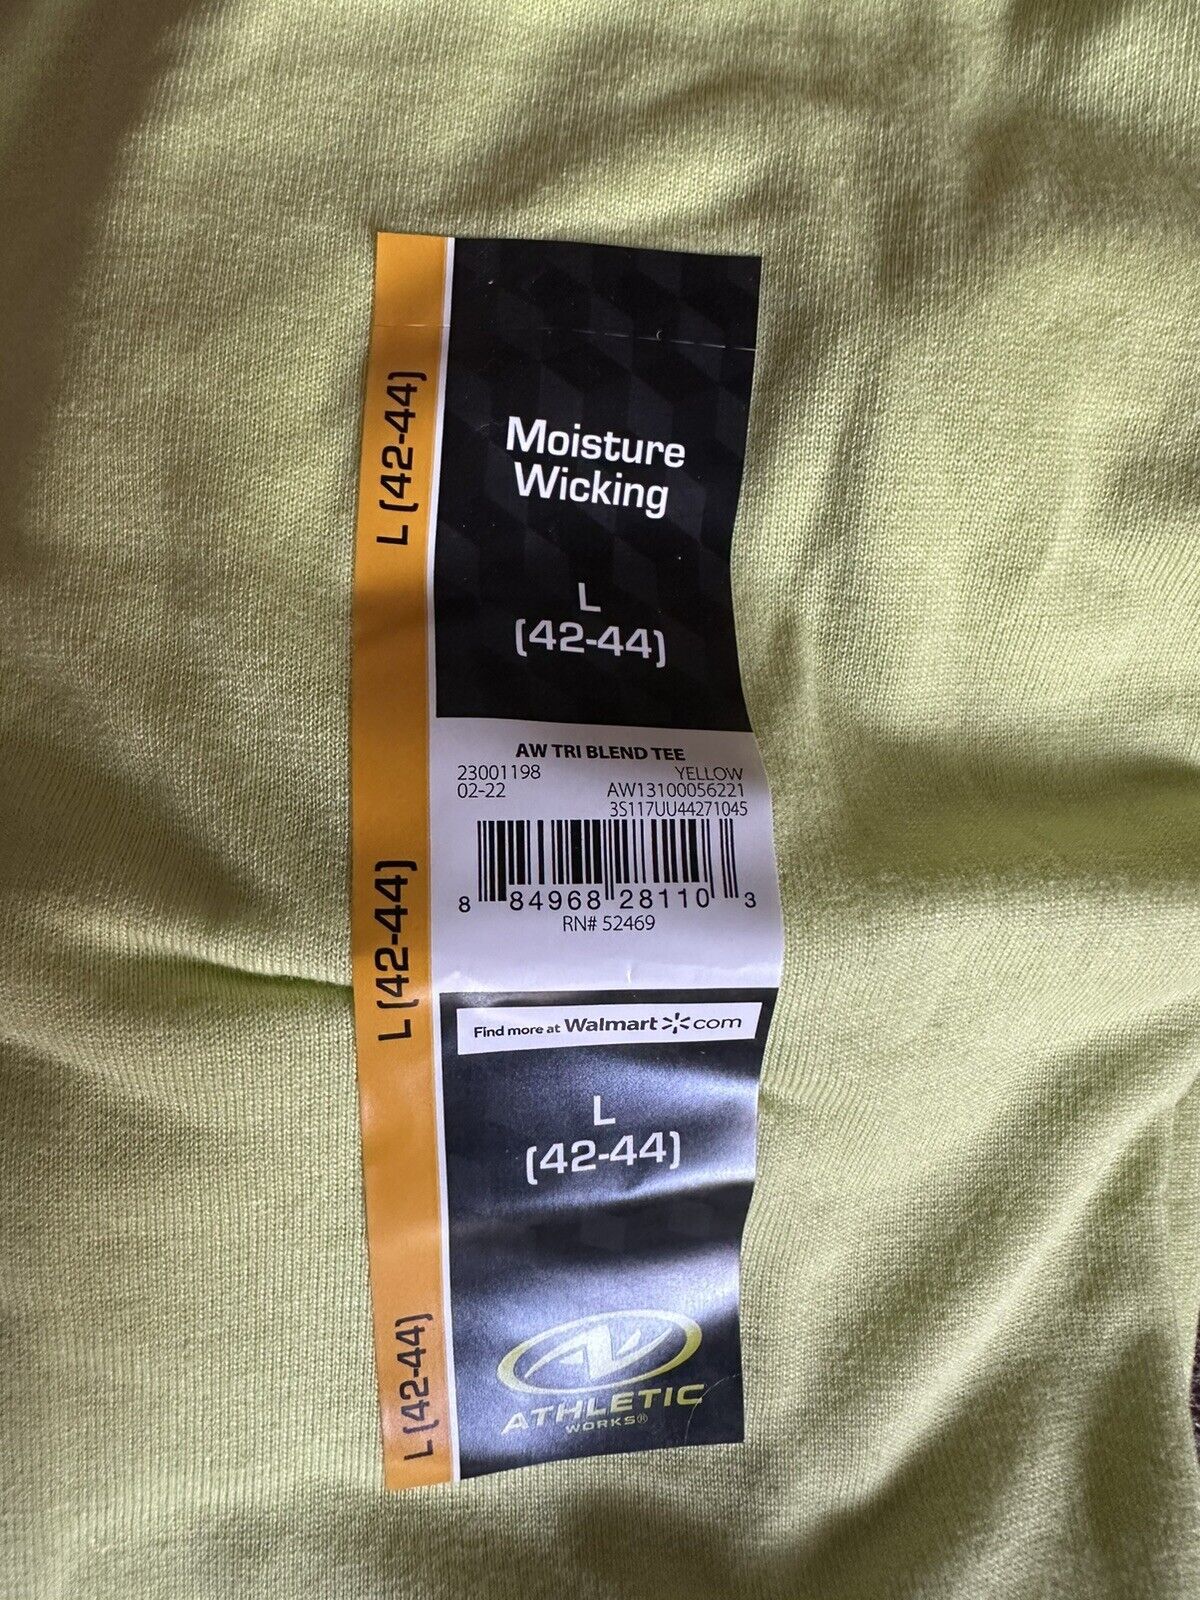 L (42-44)
Moisture
Wicking
L
(42-44)
AW TRI BLEND TEE
23001198 YELLOW
02-22 AW13100056221
3S117UU44271045
8 84968 28110 3
RN# 52469
L (42-44)
Find more at Walmart com
L
(42-44)
L (42-44)
ATHLETIC
WORKS®